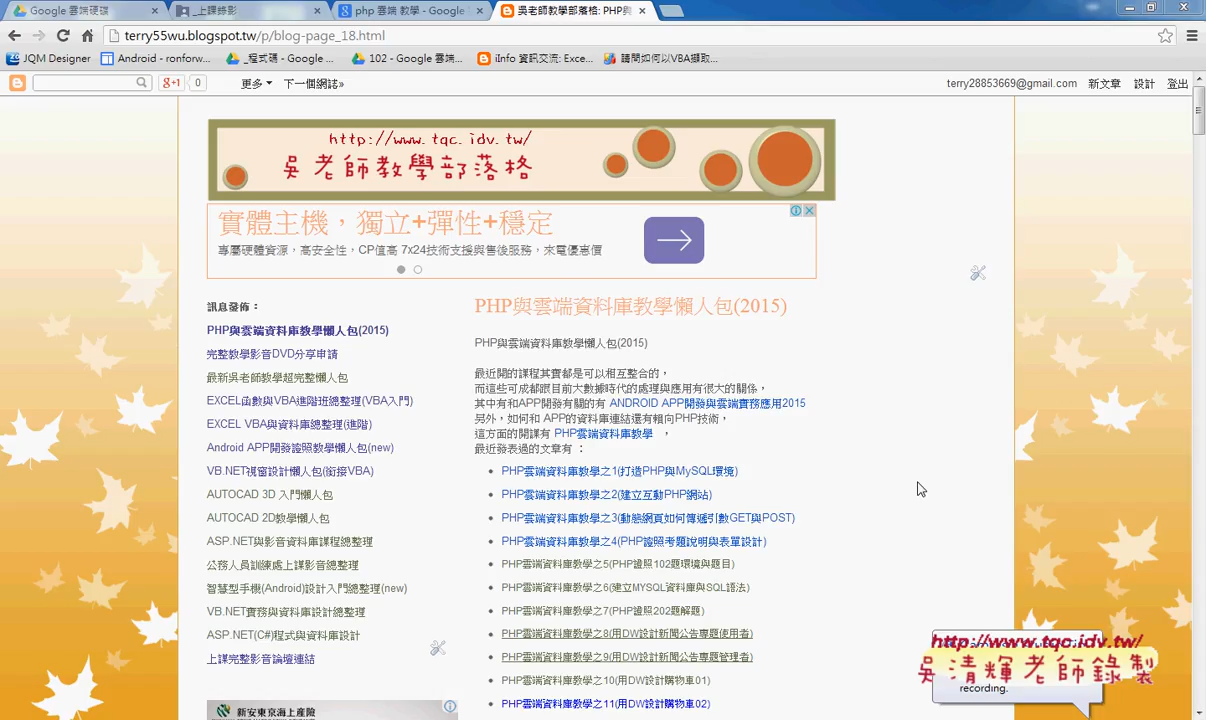 Google 雲端硬碟
_上課錄影
php 雲端 教學 - Google
吳老師教學部落格: PHP與
terry55wu.blogspot.tw/p/blog-page_18.html
JQM Designer
Android - ronforw...
_程式碼 - Google ...
102 - Google 雲端...
iInfo 資訊交流: Exce...
請問如何以VBA擷取...
g+1
0
更多
下一個網誌»
terry28853669@gmail.com
新文章
設計
登出
http://www.tqc.idv.tw/
吳老師教學部落格
實體主機，獨立+彈性+穩定
專屬硬體資源，高安全性，CP值高 7x24技術支援與售後服務，來電優惠價
訊息發佈：
PHP與雲端資料庫教學懶人包(2015)
完整教學影音DVD分享申請
最新吳老師教學超完整懶人包
EXCEL函數與VBA進階班總整理(VBA入門)
EXCEL VBA與資料庫總整理(進階)
Android APP開發證照教學懶人包(new)
VB.NET視窗設計懶人包(銜接VBA)
AUTOCAD 3D 入門懶人包
AUTOCAD 2D教學懶人包
ASP.NET與影音資料庫課程總整理
公務人員訓練處上課影音總整理
智慧型手機(Android)設計入門總整理(new)
VB.NET實務與資料庫設計總整理
ASP.NET(C#)程式與資料庫設計
上課完整影音論壇連結
新安東京海上產險
PHP與雲端資料庫教學懶人包(2015)
PHP與雲端資料庫教學懶人包(2015)
最近開的課程其實都是可以相互整合的，
而這些可成都跟目前大數據時代的處理與應用有很大的關係，
其中有和APP開發有關的有 ANDROID APP開發與雲端實務應用2015
另外，如何和 APP的資料庫連結還有賴向PHP技術，
這方面的開課有 PHP雲端資料庫教學 ，
最近發表過的文章有 ：
PHP雲端資料庫教學之1(打造PHP與MySQL環境)
PHP雲端資料庫教學之2(建立互動PHP網站)
PHP雲端資料庫教學之3(動態網頁如何傳遞引數GET與POST)
PHP雲端資料庫教學之4(PHP證照考題說明與表單設計)
PHP雲端資料庫教學之5(PHP證照102題環境與題目)
PHP雲端資料庫教學之6(建立MYSQL資料庫與SQL語法)
PHP雲端資料庫教學之7(PHP證照202題解題)
PHP雲端資料庫教學之8(用DW設計新聞公告專題使用者)
PHP雲端資料庫教學之9(用DW設計新聞公告專題管理者)
PHP雲端資料庫教學之10(用DW設計購物車01)
PHP雲端資料庫教學之11(用DW設計購物車02)
http://www.tqc.idv.tw/
吳清輝老師錄製
recording.